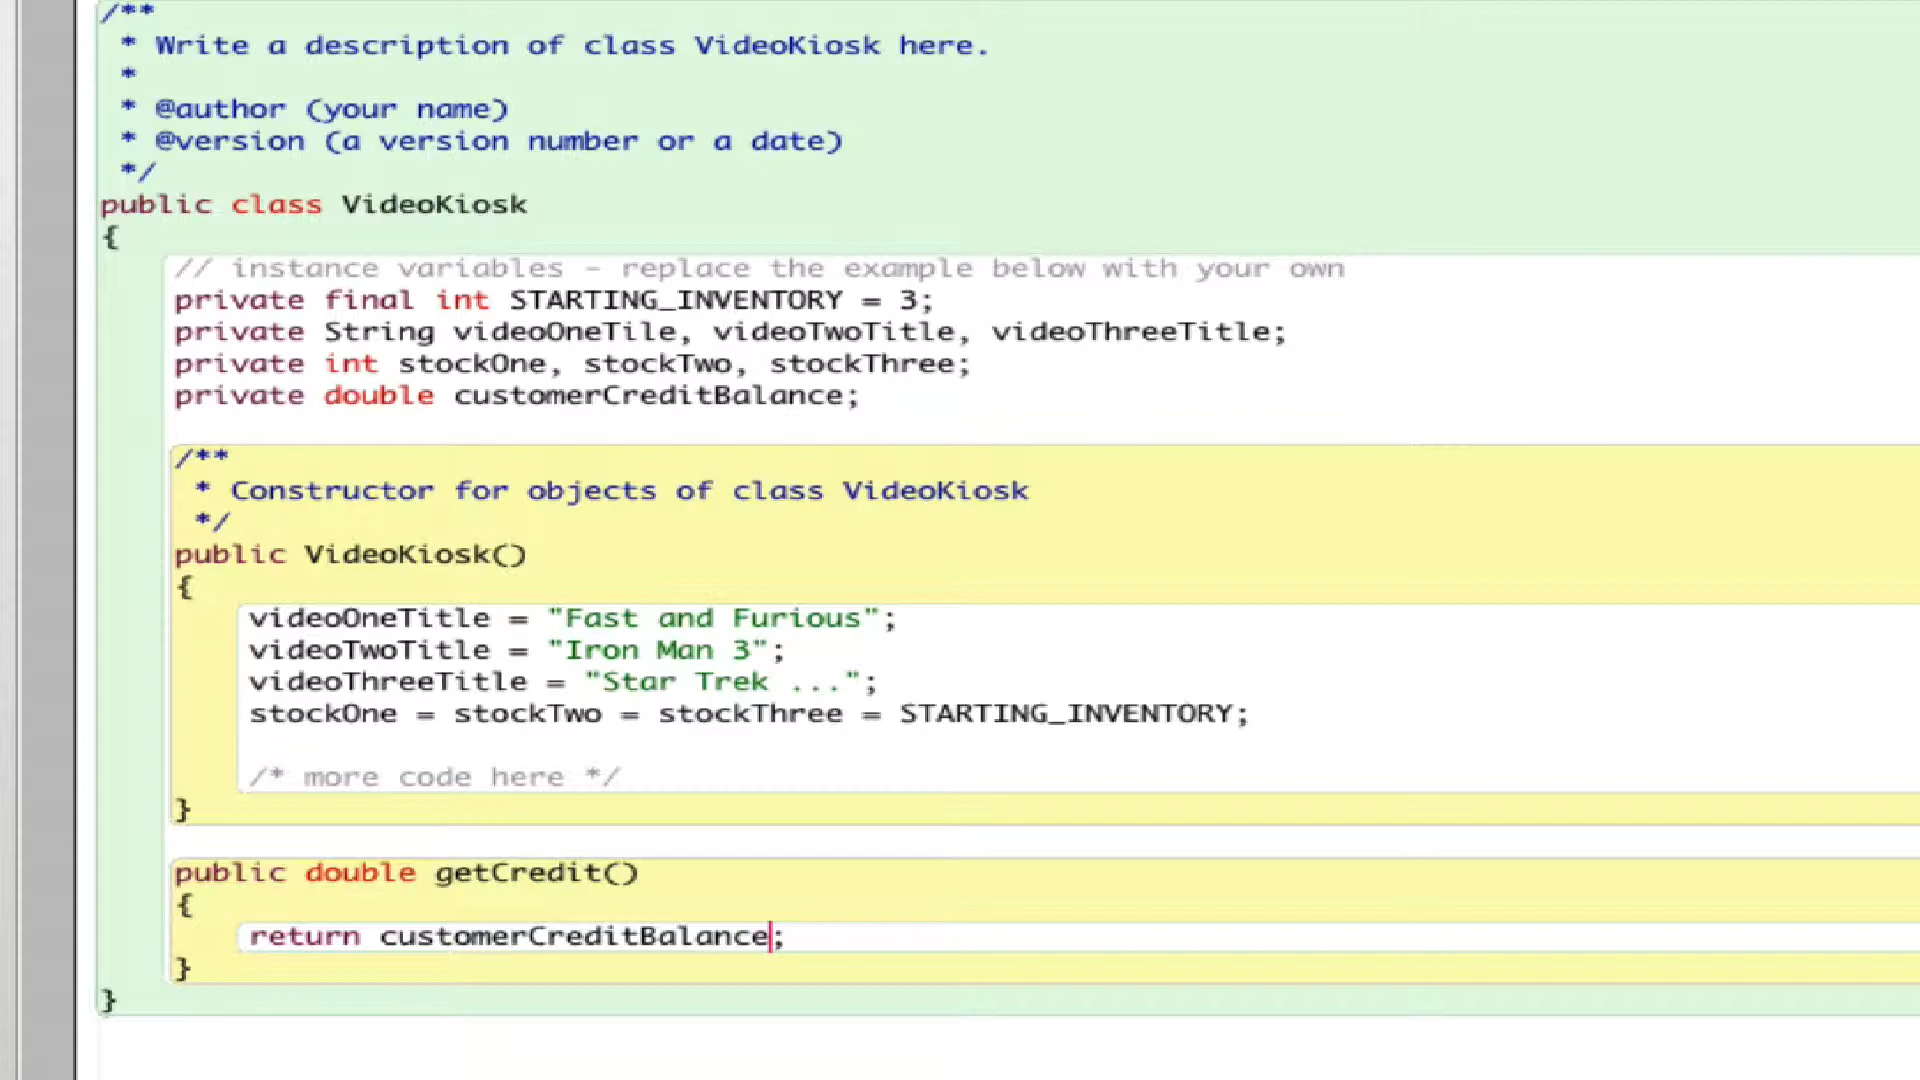 /**
 * Write a description of class VideoKiosk here.
 *
 * @author (your name)
 * @version (a version number or a date)
 */
public class VideoKiosk
{
    // instance variables - replace the example below with your own
    private final int STARTING_INVENTORY = 3;
    private String videoOneTile, videoTwoTitle, videoThreeTitle;
    private int stockOne, stockTwo, stockThree;
    private double customerCreditBalance;

    /**
     * Constructor for objects of class VideoKiosk
     */
    public VideoKiosk()
    {
        videoOneTitle = "Fast and Furious";
        videoTwoTitle = "Iron Man 3";
        videoThreeTitle = "Star Trek ...";
        stockOne = stockTwo = stockThree = STARTING_INVENTORY;

        /* more code here */
    }

    public double getCredit()
    {
        return customerCreditBalance;
    }
}